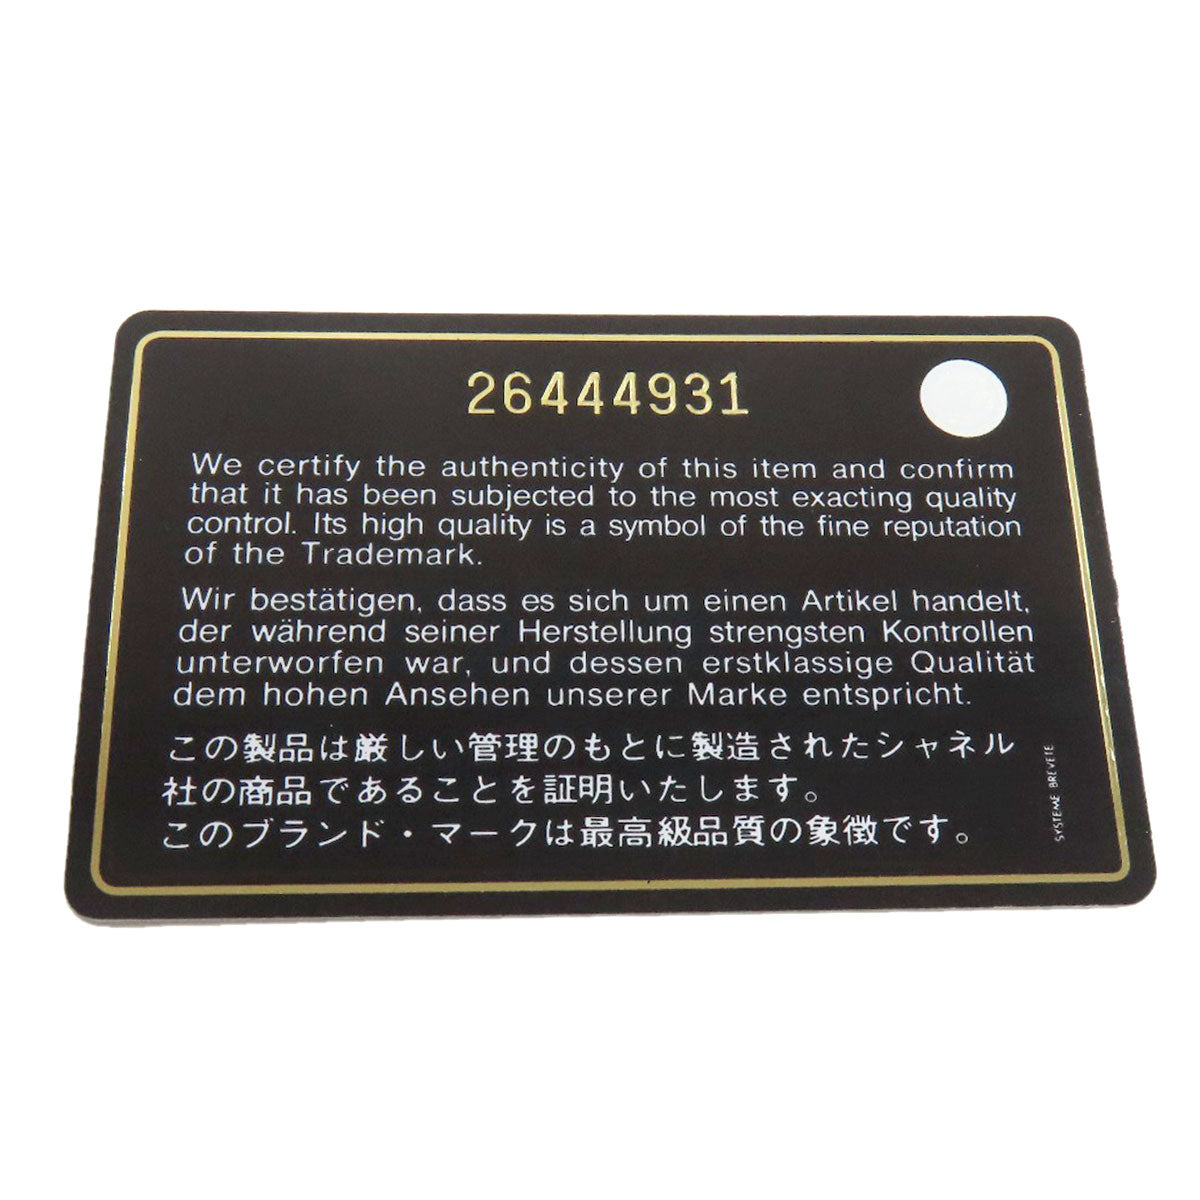 26444931
We certify the authenticity of this item and confirm
that it has been subjected to the most exacting quality
control. Its high quality is a symbol of the fine reputation
of the Trademark.
Wir bestätigen, dass es sich um einen Artikel handelt,
der während seiner Herstellung strengsten Kontrollen
unterworfen war, und dessen erstklassige Qualität
dem hohen Ansehen unserer Marke entspricht.
この製品は厳しい管理のもとに製造されたシャネル
社の商品であることを証明いたします。
このブランド・マークは最高級品質の象徴です。
SYSTEME BREVETE